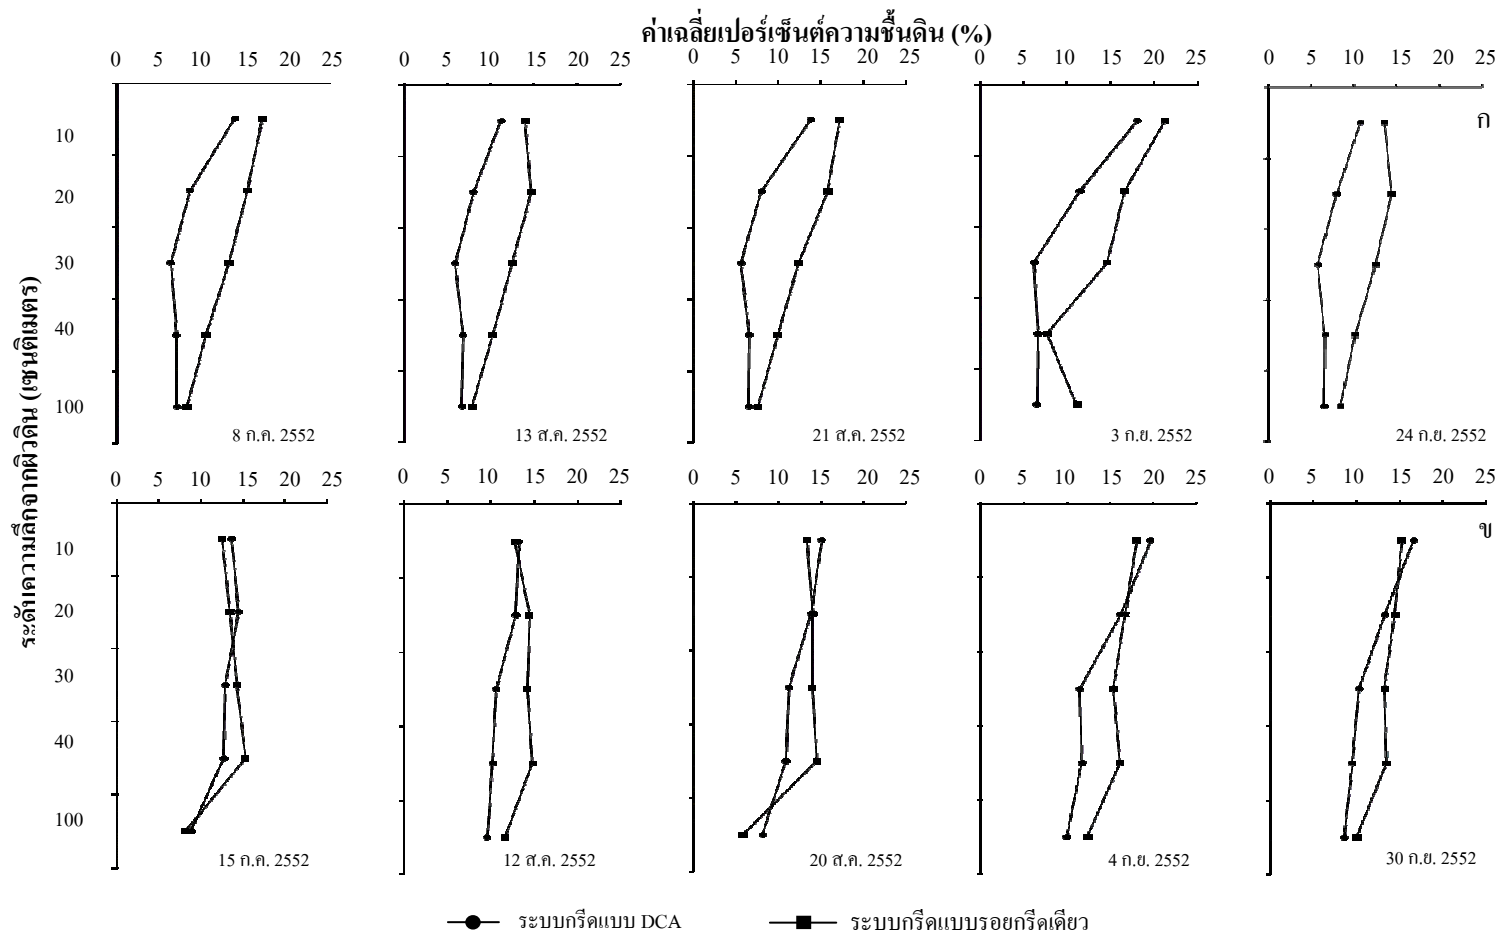 ค่าเฉลี่ยเปอร์เซ็นต์ความชื้นดิน (%)
0 5 10 15 20 25 0 5 10 15 20 25 0 5 10 15 20 25 0 5 10 15 20 25 0 5 10 15 20 25
ก
10
20
30
40
100
8 ก.ค. 2552 13 ส.ค. 2552 21 ส.ค. 2552 3 ก.ย. 2552 24 ก.ย. 2552
ระดับความลึกจากผิวดิน (เซนติเมตร)
0 5 10 15 20 25 0 5 10 15 20 25 0 5 10 15 20 25 0 5 10 15 20 25 0 5 10 15 20 25
ข
10
20
30
40
100
15 ก.ค. 2552 12 ส.ค. 2552 20 ส.ค. 2552 4 ก.ย. 2552 30 ก.ย. 2552
ระบบกรีดแบบ DCA ระบบกรีดแบบรอยกรีดเดียว